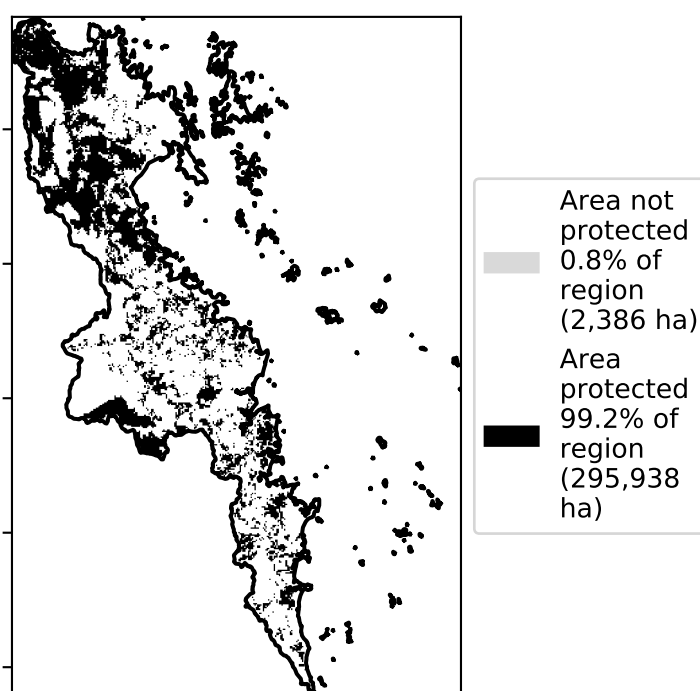 Area not
protected
0.8% of
region
(2,386 ha)
Area
protected
99.2% of
region
(295,938
ha)